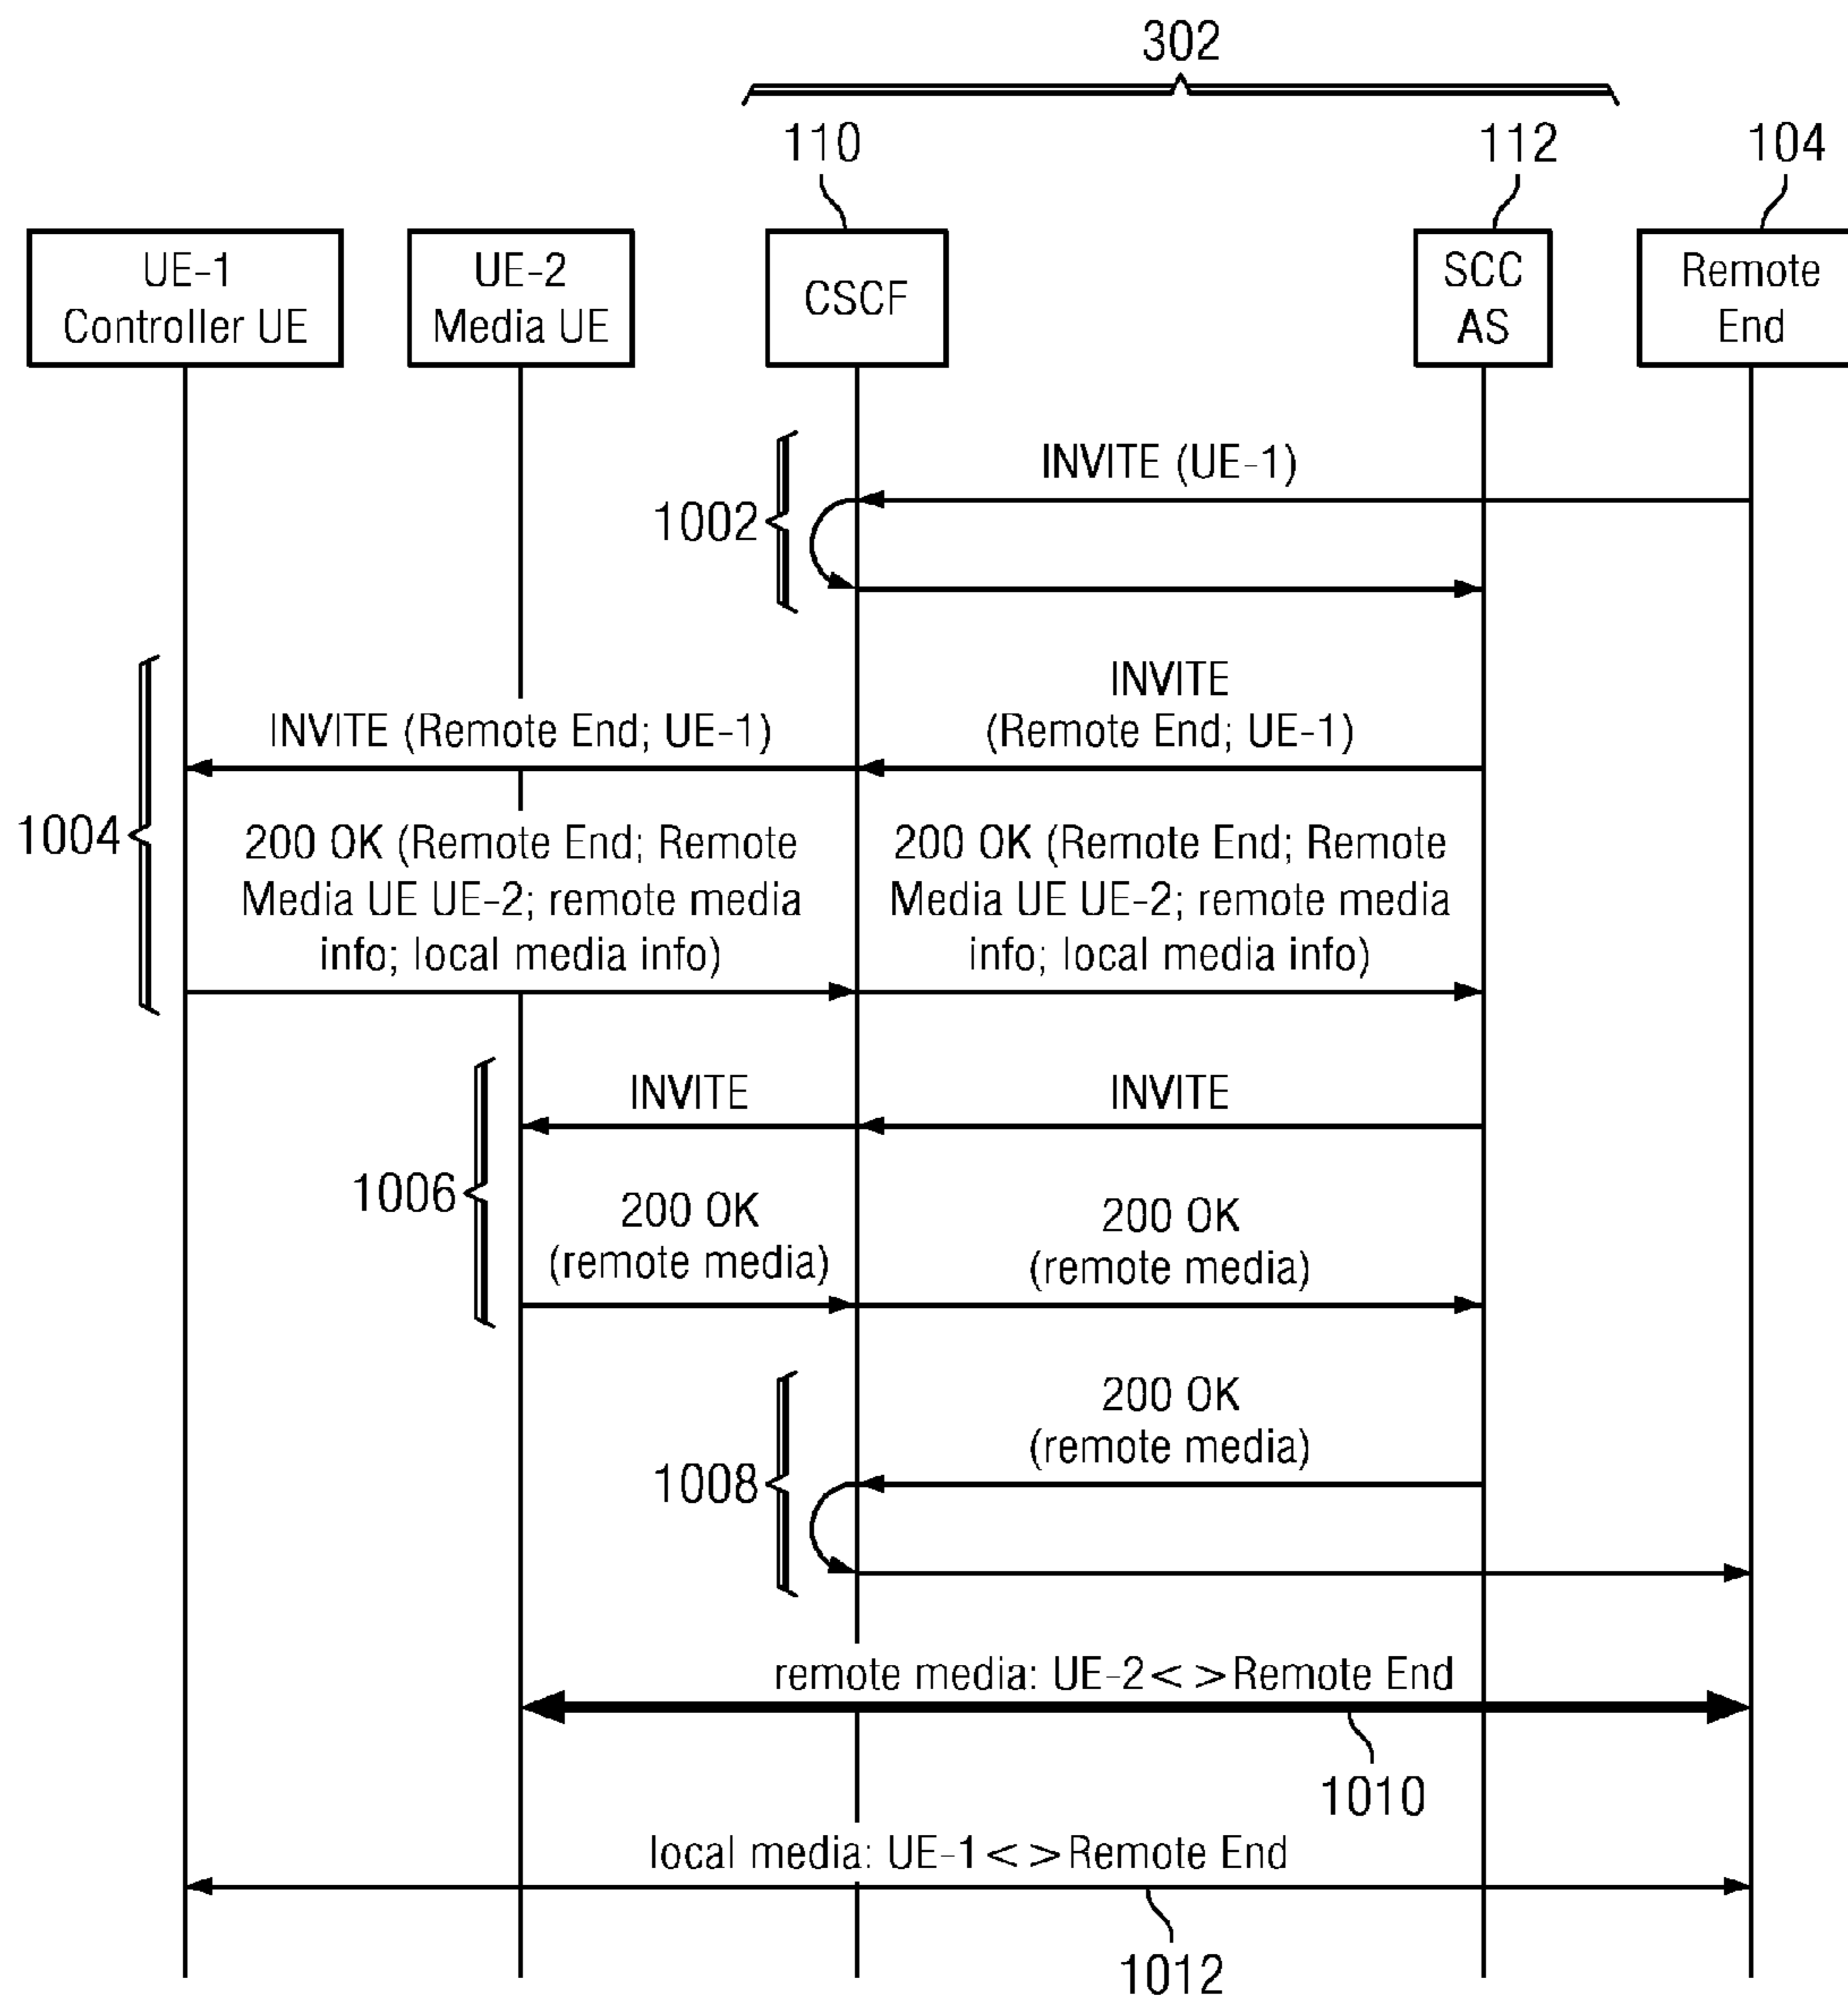 302
110
112
104
UE-1
Controller UE
UE-2
Media UE
CSCF
SCC
AS
Remote
End
INVITE (UE-1)
1002
INVITE
(Remote End; UE-1)
INVITE (Remote End; UE-1)
1004
200 OK (Remote End; Remote
Media UE UE-2; remote media
info; local media info)
200 OK (Remote End; Remote
Media UE UE-2; remote media
info; local media info)
INVITE
INVITE
1006
200 OK
(remote media)
200 OK
(remote media)
200 OK
(remote media)
1008
remote media: UE-2< >Remote End
1010
local media: UE-1< >Remote End
1012